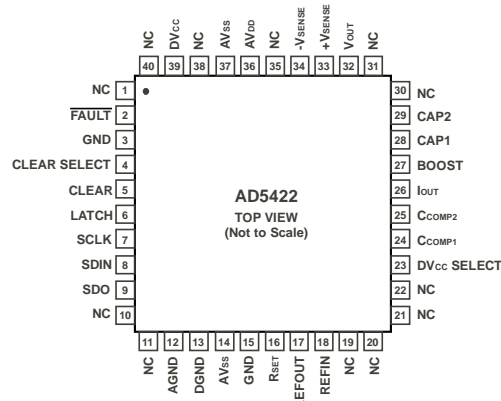 40 39 38 37 36 35 34 33 32 31
NC DVCC NC AVSS AVDD NC -VSENSE +VSENSE VOUT NC
NC 1
FAULT 2
GND 3
CLEAR SELECT 4
CLEAR 5
LATCH 6
SCLK 7
SDIN 8
SDO 9
NC 10
AD5422
TOP VIEW
(Not to Scale)
30 NC
29 CAP2
28 CAP1
27 BOOST
26 IOUT
25 CCOMP2
24 CCOMP1
23 DVCC SELECT
22 NC
21 NC
11 12 13 14 15 16 17 18 19 20
NC AGND DGND AVSS GND RSET EFOUT REFIN NC NC